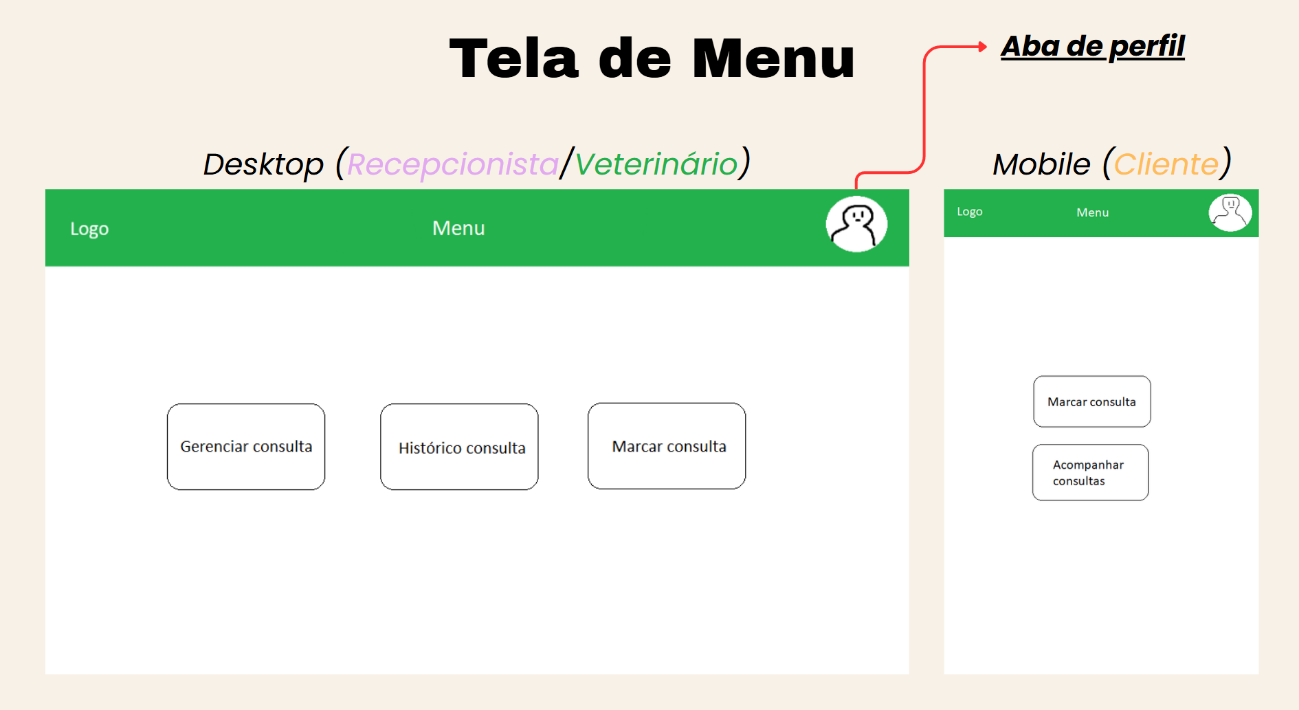 Tela de Menu
Aba de perfil
Desktop (Recepcionista/Veterinário)
Logo
Menu
Gerenciar consulta
Histórico consulta
Marcar consulta
Mobile (Cliente)
Logo
Menu
Marcar consulta
Acompanhar
consultas